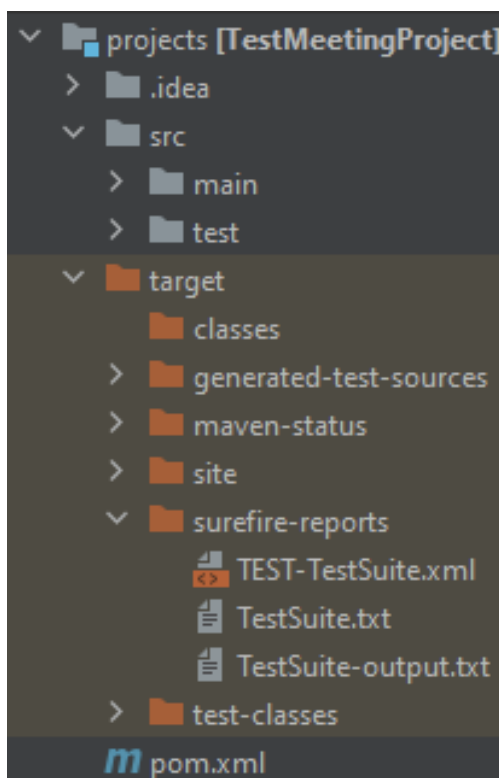 projects [TestMeetingProject]
.idea
src
main
test
target
classes
generated-test-sources
maven-status
site
surefire-reports
TEST-TestSuite.xml
TestSuite.txt
TestSuite-output.txt
test-classes
pom.xml